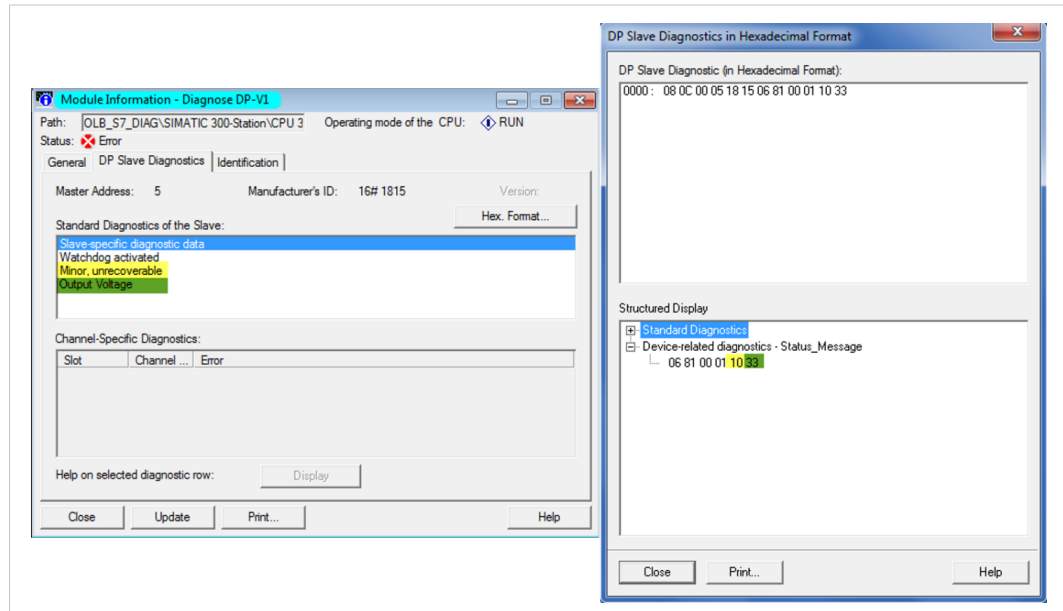 Module Information - Diagnose DP-V1
Path: OLB_S7_DIAG\SIMATIC 300-Station\CPU 3 Operating mode of the CPU: RUN
Status: Error
General DP Slave Diagnostics Identification
Master Address: 5 Manufacturer's ID: 16# 1815 Version:
Hex. Format...
Standard Diagnostics of the Slave:
Slave-specific diagnostic data
Watchdog activated
Minor, unrecoverable
Output Voltage
Channel-Specific Diagnostics:
Slot Channel ... Error
Help on selected diagnostic row: Display
Close Update Print... Help
DP Slave Diagnostics in Hexadecimal Format
DP Slave Diagnostic (in Hexadecimal Format):
0000 : 08 0C 00 05 18 15 06 81 00 01 10 33
Structured Display
Standard Diagnostics
Device-related diagnostics - Status_Message
06 81 00 01 10 33
Close Print... Help